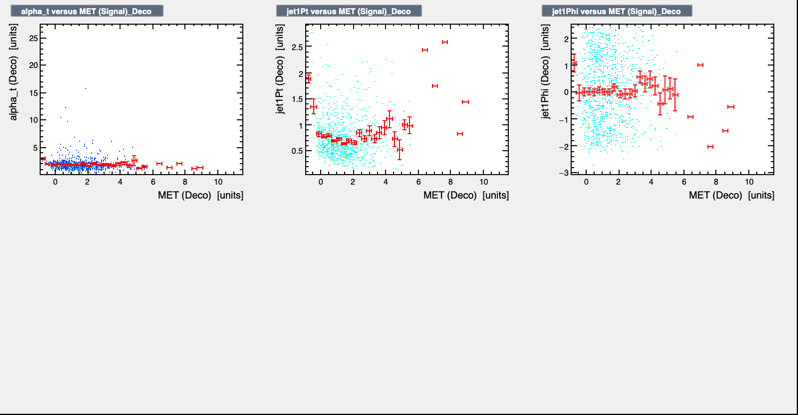 alpha_t versus MET (Signal)_Deco
alpha_t (Deco) [units]
25
20
15
10
5
0 2 4 6 8 10
MET (Deco) [units]
jet1Pt versus MET (Signal)_Deco
jet1Pt (Deco) [units]
2.5
2
1.5
1
0.5
0 2 4 6 8 10
MET (Deco) [units]
jet1Phi versus MET (Signal)_Deco
jet1Phi (Deco) [units]
2
1
0
−1
−2
−3
0 2 4 6 8 10
MET (Deco) [units]